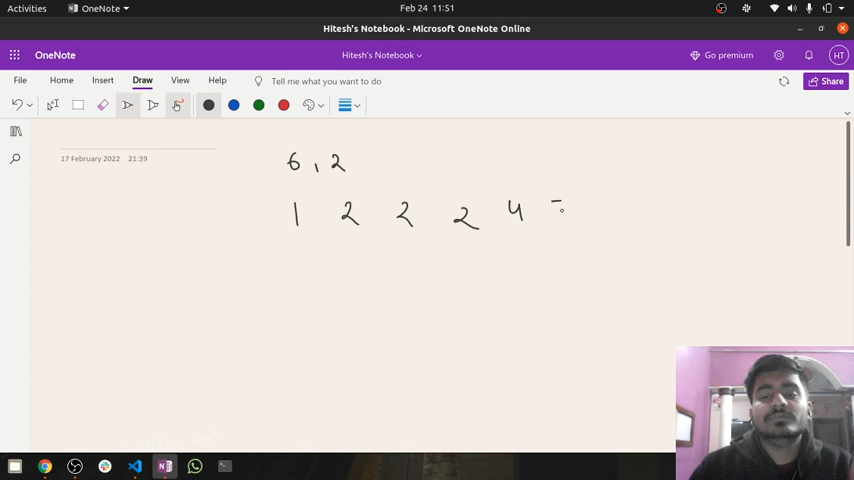 Activities OneNote Feb 24 11:51
Hitesh's Notebook - Microsoft OneNote Online
OneNote Hitesh's Notebook Go premium HT
File Home Insert Draw View Help Tell me what you want to do Share
17 February 2022 21:39
6 , 2
1 2 2 2 4